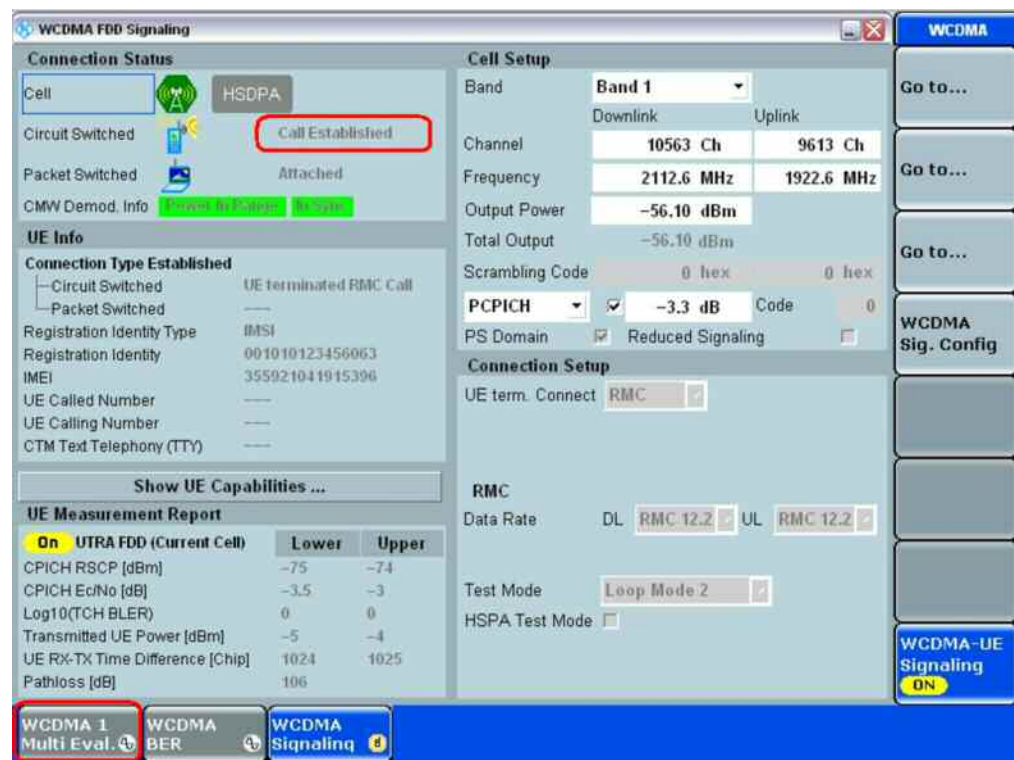 WCDMA FDD Signaling
WCDMA
Connection Status
Cell
HSDPA
Circuit Switched
Call Established
Packet Switched
Attached
CMW Demod. Info
Power In Range
In Sync
UE Info
Connection Type Established
Circuit Switched
UE terminated RMC Call
Packet Switched
---
Registration Identity Type
IMSI
Registration Identity
001010123456063
IMEI
355921041915396
UE Called Number
---
UE Calling Number
---
CTM Text Telephony (TTY)
---
Show UE Capabilities ...
UE Measurement Report
On UTRA FDD (Current Cell) Lower Upper
CPICH RSCP [dBm] -75 -74
CPICH Ec/No [dB] -3.5 -3
Log10(TCH BLER) 0 0
Transmitted UE Power [dBm] -5 -4
UE RX-TX Time Difference [Chip] 1024 1025
Pathloss [dB] 106
Cell Setup
Band Band 1
Downlink Uplink
Channel 10563 Ch 9613 Ch
Frequency 2112.6 MHz 1922.6 MHz
Output Power -56.10 dBm
Total Output -56.10 dBm
Scrambling Code 0 hex 0 hex
PCPICH -3.3 dB Code 0
PS Domain Reduced Signaling
Connection Setup
UE term. Connect RMC
RMC
Data Rate DL RMC 12.2 UL RMC 12.2
Test Mode Loop Mode 2
HSPA Test Mode
Go to...
Go to...
Go to...
WCDMA
Sig. Config
WCDMA-UE
Signaling
ON
WCDMA 1
Multi Eval.
WCDMA
BER
WCDMA
Signaling